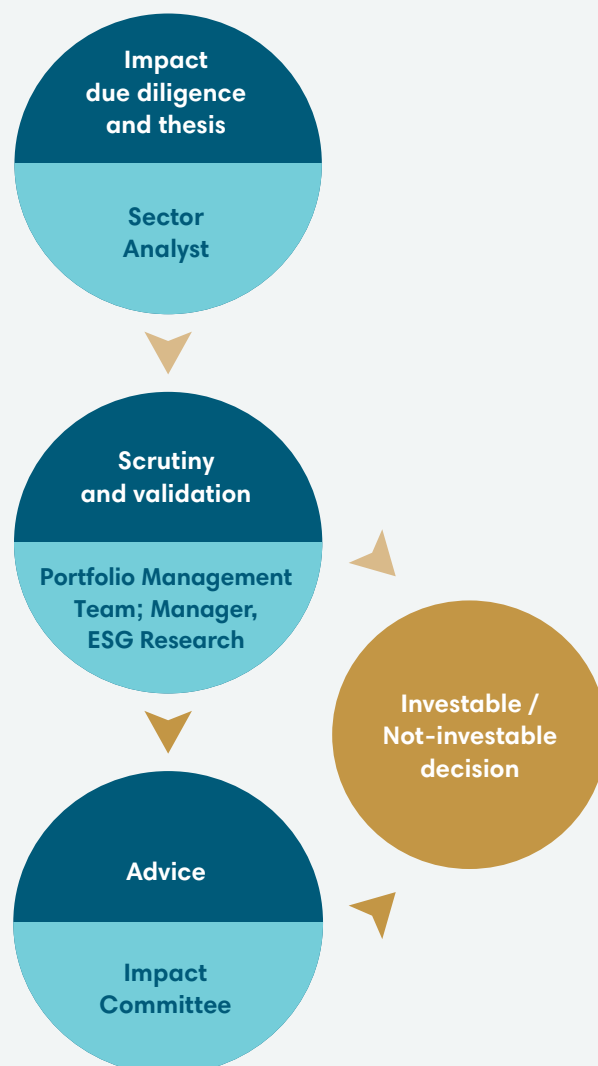 Impact
due diligence
and thesis
Sector
Analyst
Scrutiny
and validation
Portfolio Management
Team; Manager,
ESG Research
Investable /
Not-investable
decision
Advice
Impact
Committee